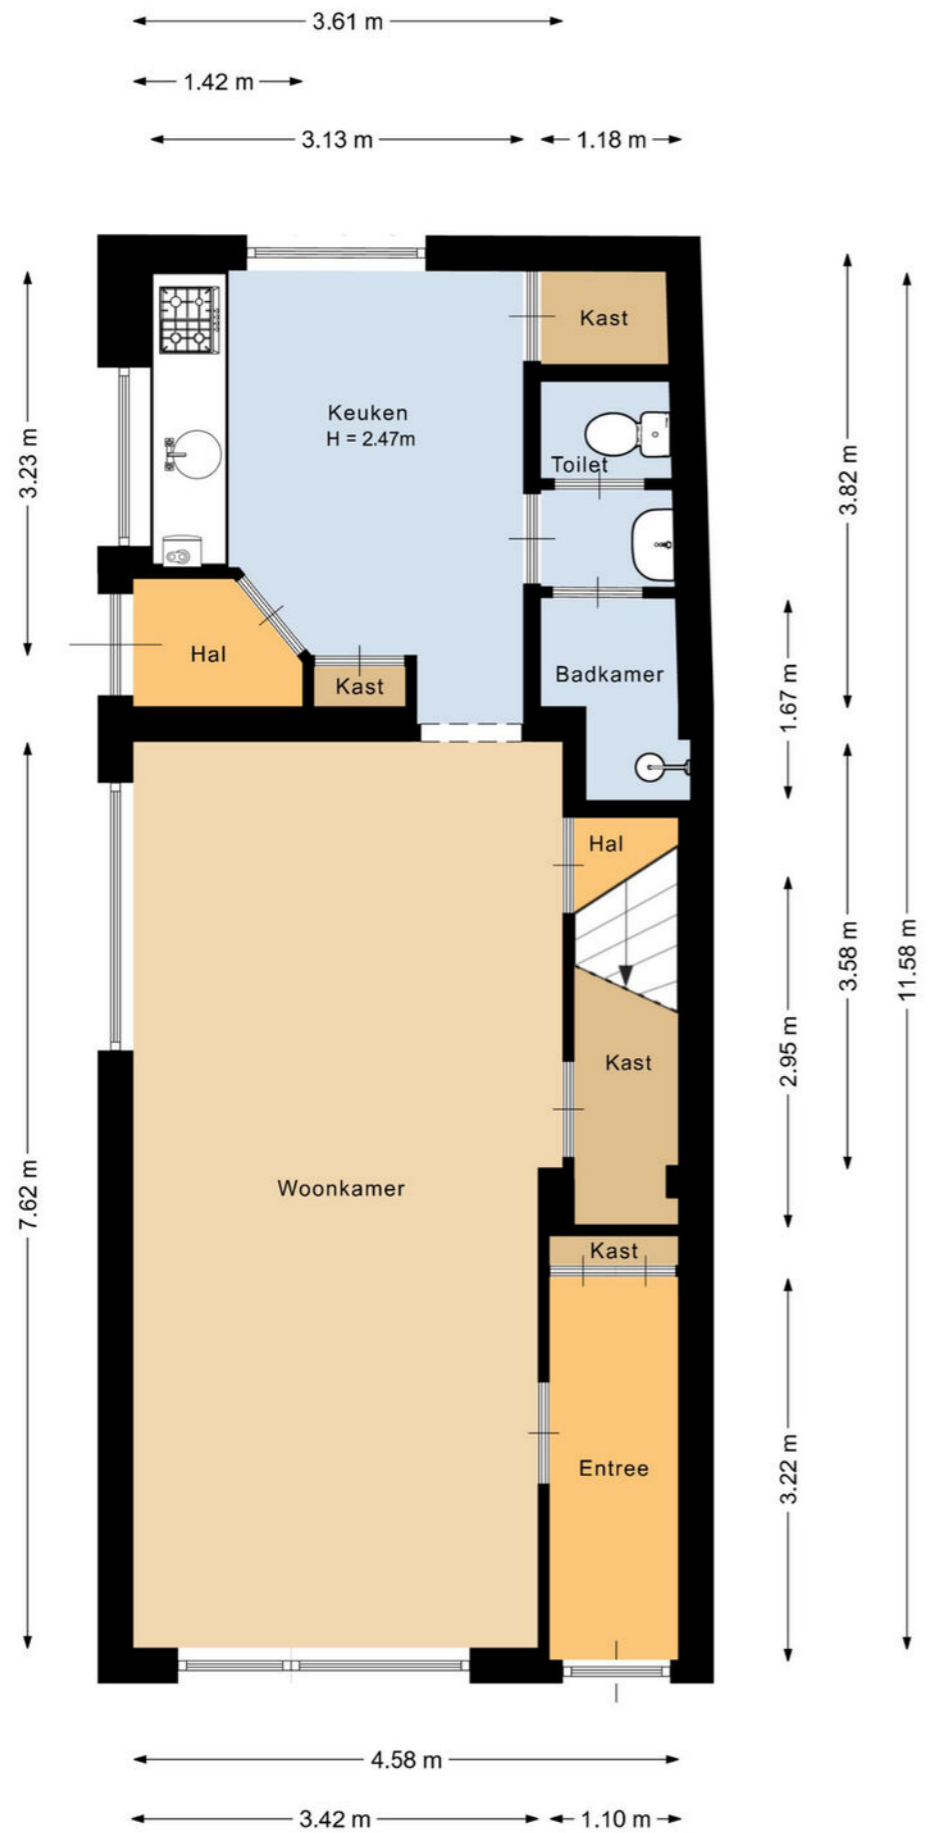 3.61 m
1.42 m
3.13 m
1.18 m
Kast
Keuken
H = 2.47m
Toilet
3.23 m
3.82 m
Hal
Kast
Badkamer
1.67 m
Hal
3.58 m
11.58 m
2.95 m
Kast
Woonkamer
7.62 m
Kast
Entree
3.22 m
4.58 m
3.42 m
1.10 m